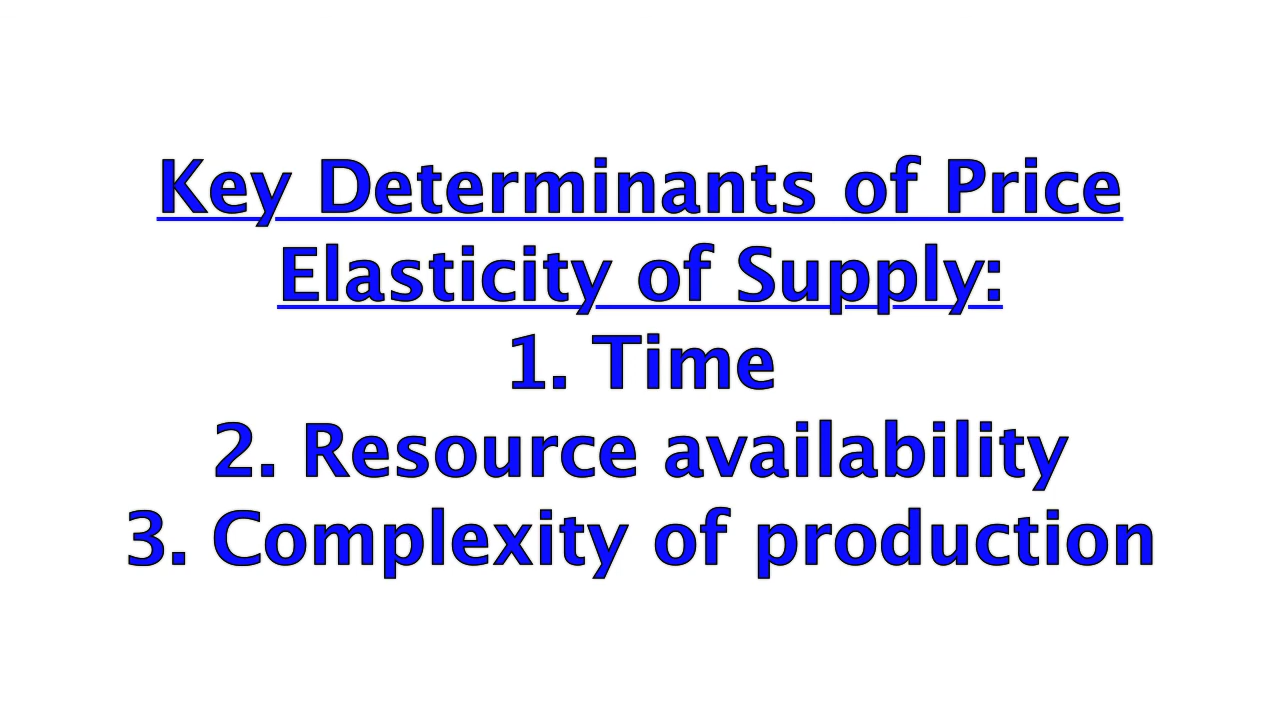 Key Determinants of Price
Elasticity of Supply:
1. Time
2. Resource availability
3. Complexity of production